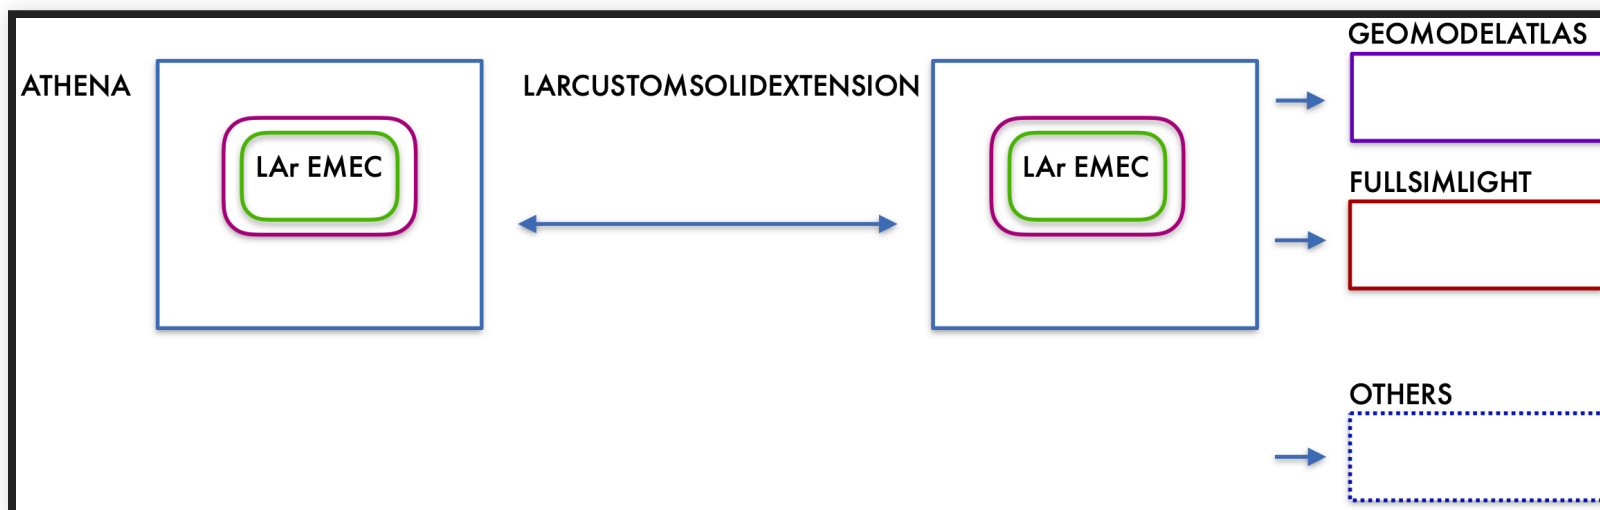 GEOMODELATLAS
ATHENA
LARCUSTOMSOLIDEXTENSION
LAr EMEC
LAr EMEC
FULLSIMLIGHT
OTHERS